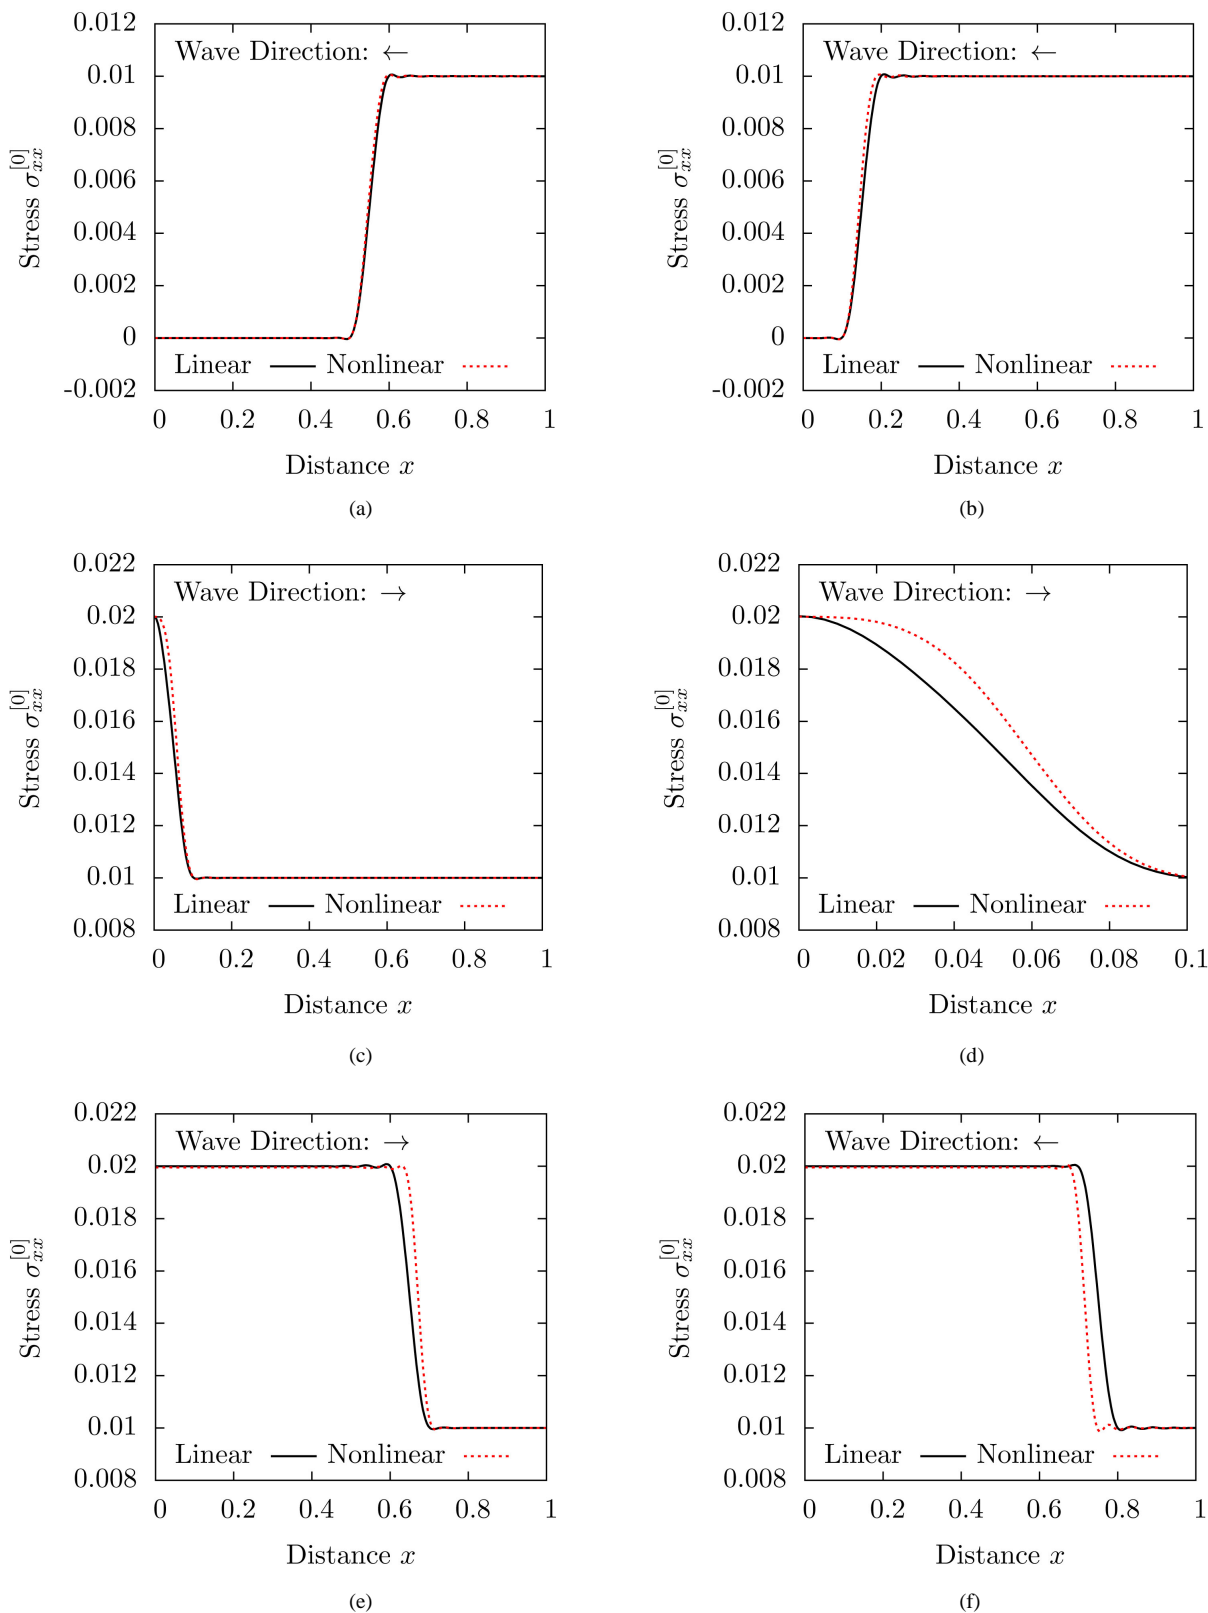 0.012
0.01
0.008
0.006
0.004
0.002
0
-0.002
Stress σ_{xx}^{[0]}
Wave Direction: ←
Linear Nonlinear
0 0.2 0.4 0.6 0.8 1
Distance x
(a)
0.012
0.01
0.008
0.006
0.004
0.002
0
-0.002
Stress σ_{xx}^{[0]}
Wave Direction: ←
Linear Nonlinear
0 0.2 0.4 0.6 0.8 1
Distance x
(b)
0.022
0.02
0.018
0.016
0.014
0.012
0.01
0.008
Stress σ_{xx}^{[0]}
Wave Direction: →
Linear Nonlinear
0 0.2 0.4 0.6 0.8 1
Distance x
(c)
0.022
0.02
0.018
0.016
0.014
0.012
0.01
0.008
Stress σ_{xx}^{[0]}
Wave Direction: →
Linear Nonlinear
0 0.02 0.04 0.06 0.08 0.1
Distance x
(d)
0.022
0.02
0.018
0.016
0.014
0.012
0.01
0.008
Stress σ_{xx}^{[0]}
Wave Direction: →
Linear Nonlinear
0 0.2 0.4 0.6 0.8 1
Distance x
(e)
0.022
0.02
0.018
0.016
0.014
0.012
0.01
0.008
Stress σ_{xx}^{[0]}
Wave Direction: ←
Linear Nonlinear
0 0.2 0.4 0.6 0.8 1
Distance x
(f)